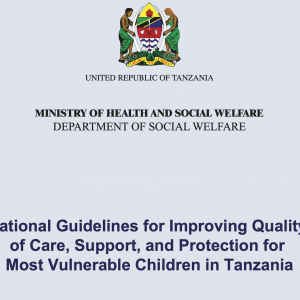 UNITED REPUBLIC OF TANZANIA
MINISTRY OF HEALTH AND SOCIAL WELFARE
DEPARTMENT OF SOCIAL WELFARE
ational Guidelines for Improving Quality
of Care, Support, and Protection for
Most Vulnerable Children in Tanzania